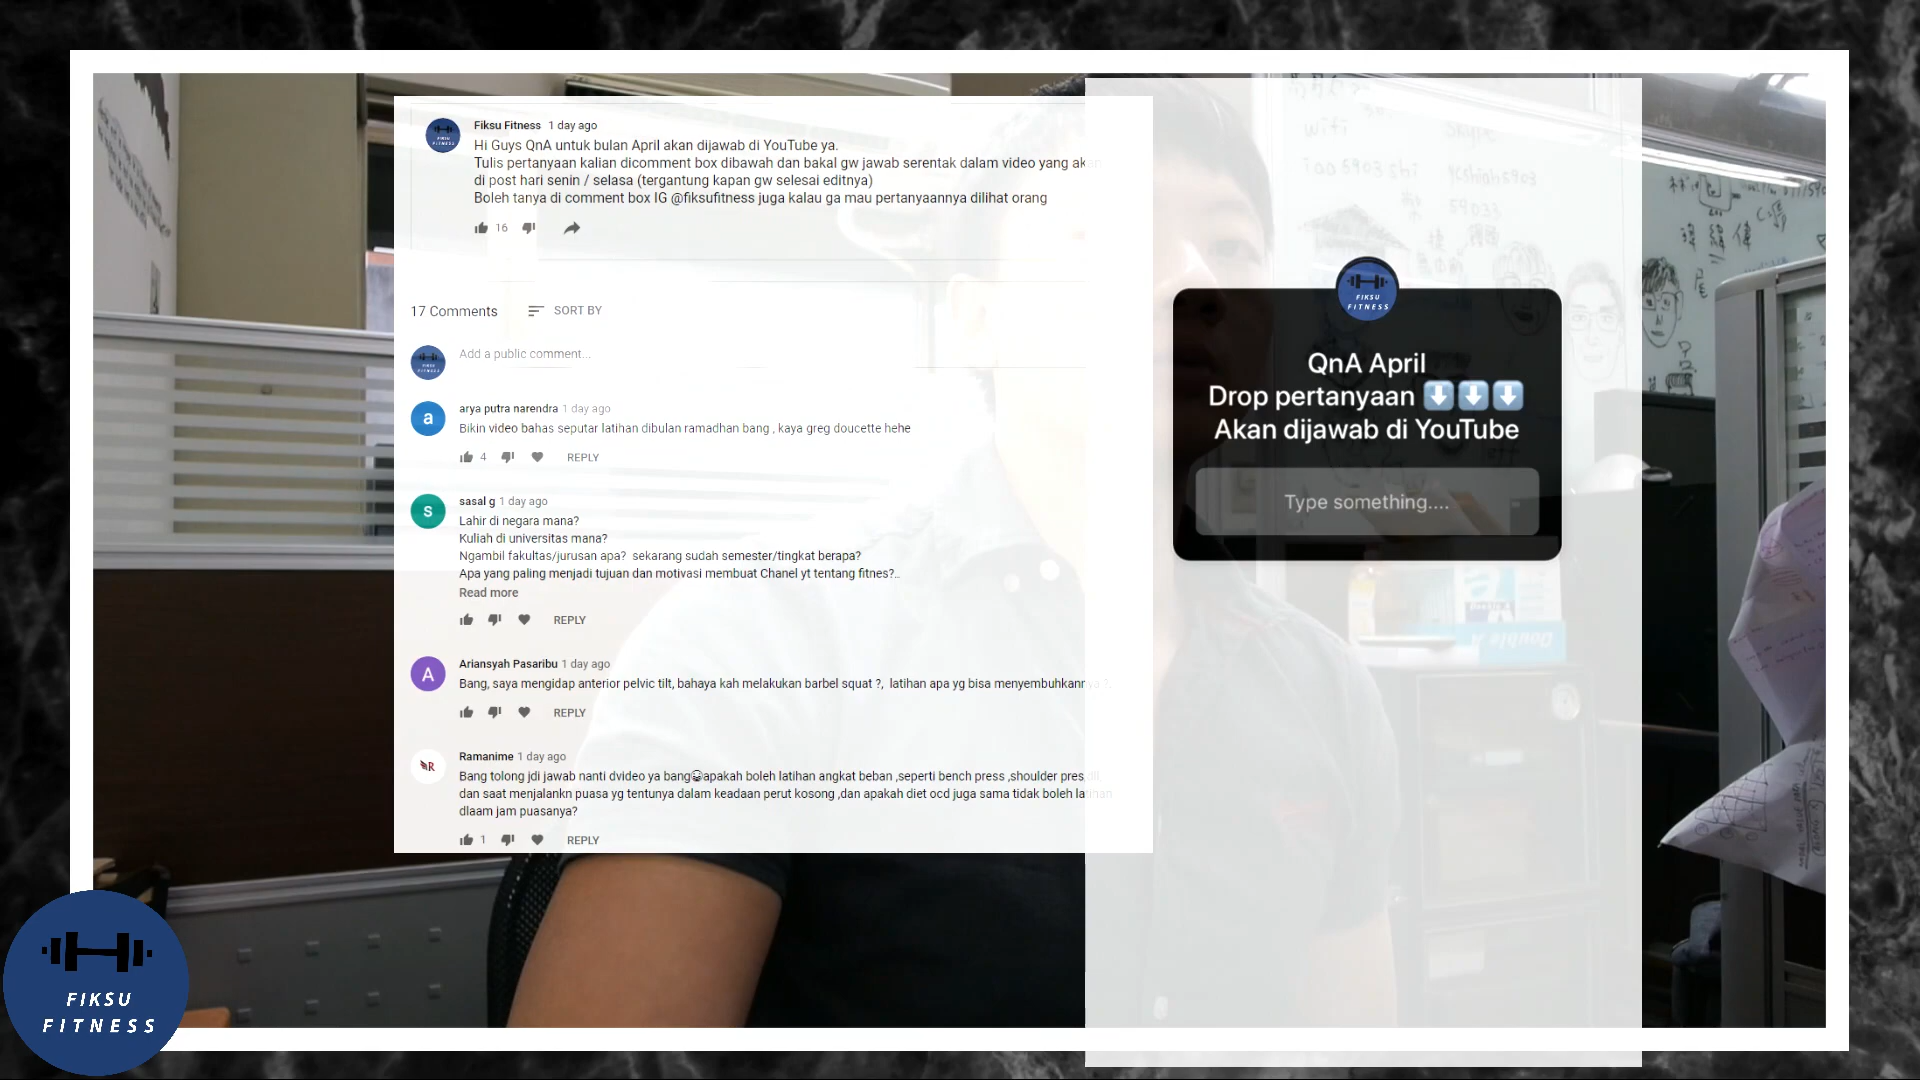 Fiksu Fitness 1 day ago
Hi Guys QnA untuk bulan April akan dijawab di YouTube ya.
Tulis pertanyaan kalian dicomment box dibawah dan bakal gw jawab serentak dalam video yang akan
di post hari senin / selasa (tergantung kapan gw selesai editnya)
Boleh tanya di comment box IG @fiksufitness juga kalau ga mau pertanyaannya dilihat orang
16
17 Comments SORT BY
Add a public comment...
arya putra narendra 1 day ago
Bikin video bahas seputar latihan dibulan ramadhan bang , kaya greg doucette hehe
4 REPLY
sasal g 1 day ago
Lahir di negara mana?
Kuliah di universitas mana?
Ngambil fakultas/jurusan apa?  sekarang sudah semester/tingkat berapa?
Apa yang paling menjadi tujuan dan motivasi membuat Chanel yt tentang fitnes?..
Read more
REPLY
Ariansyah Pasaribu 1 day ago
Bang, saya mengidap anterior pelvic tilt, bahaya kah melakukan barbel squat ?,  latihan apa yg bisa menyembuhkannya ?.
REPLY
Ramanime 1 day ago
Bang tolong jdi jawab nanti dvideo ya bang😀apakah boleh latihan angkat beban ,seperti bench press ,shoulder pres,dll
dan saat menjalankn puasa yg tentunya dalam keadaan perut kosong ,dan apakah diet ocd juga sama tidak boleh latihan
dlaam jam puasanya?
1 REPLY
FIKSU
FITNESS
QnA April
Drop pertanyaan ⬇️⬇️⬇️
Akan dijawab di YouTube
Type something....
wifi
Skype
59033
FIKSU
FITNESS